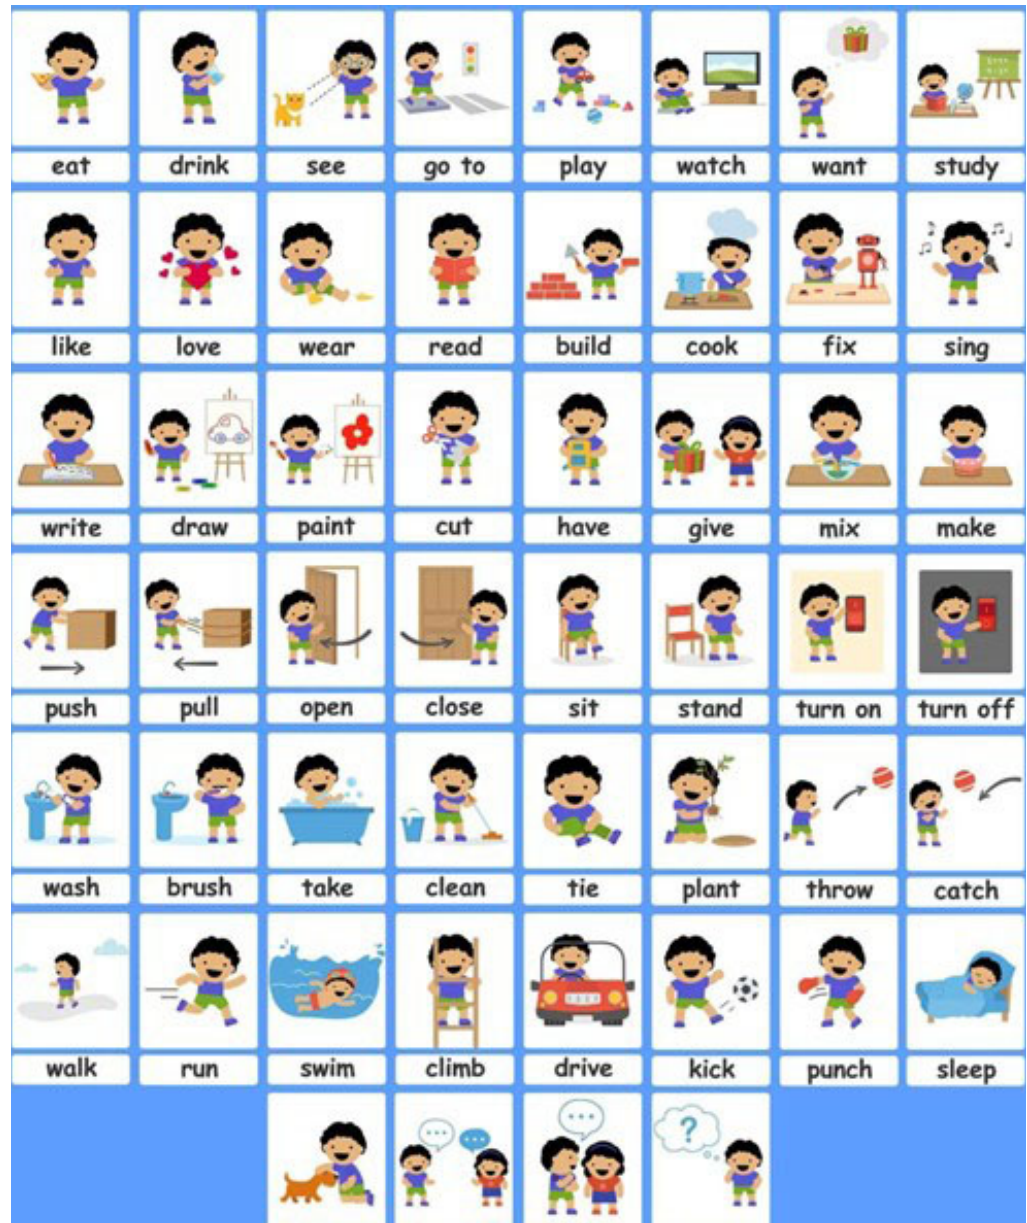 eat drink see go to play watch want study
like love wear read build cook fix sing
write draw paint cut have give mix make
push pull open close sit stand turn on turn off
wash brush take clean tie plant throw catch
walk run swim climb drive kick punch sleep
?